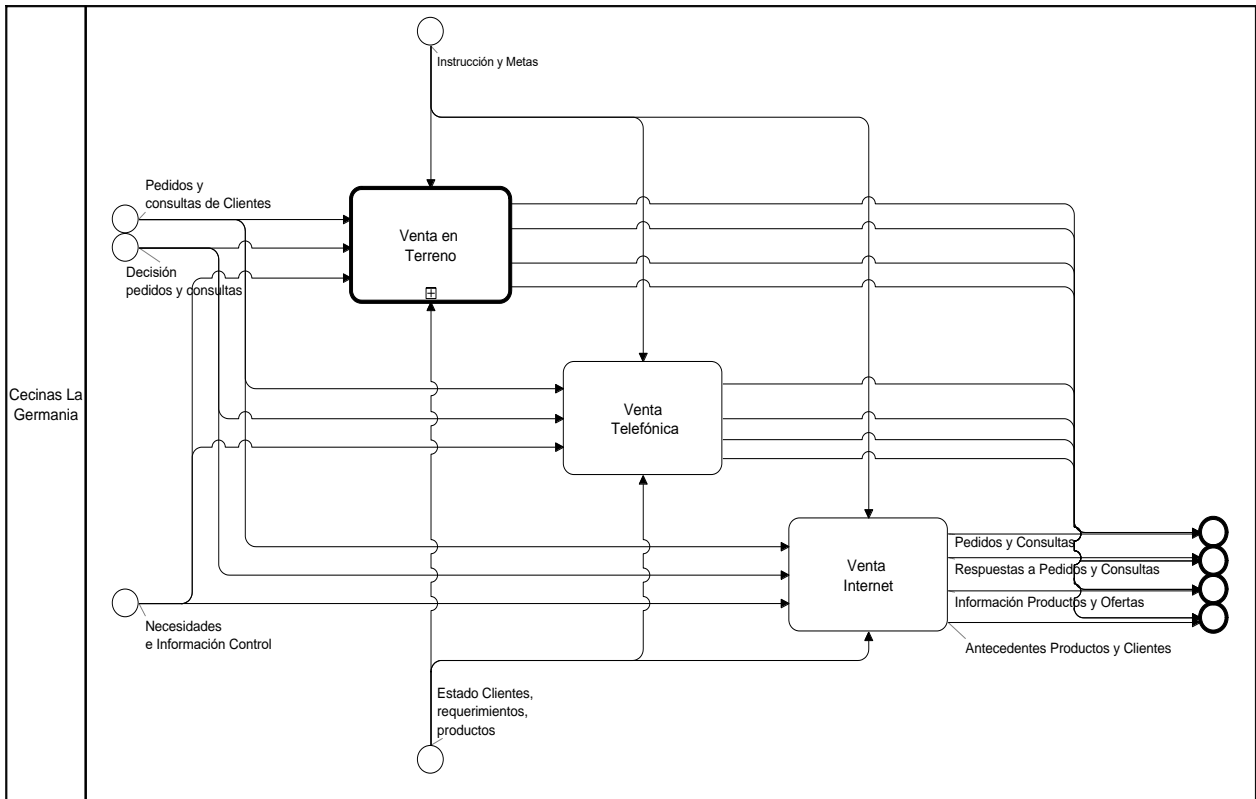 Instrucción y Metas
Pedidos y
consultas de Clientes
Venta en
Terreno
Decisión
pedidos y consultas
Cecinas La
Germania
Venta
Telefónica
Pedidos y Consultas
Venta
Internet
Respuestas a Pedidos y Consultas
Información Productos y Ofertas
Necesidades
e Información Control
Antecedentes Productos y Clientes
Estado Clientes,
requerimientos,
productos